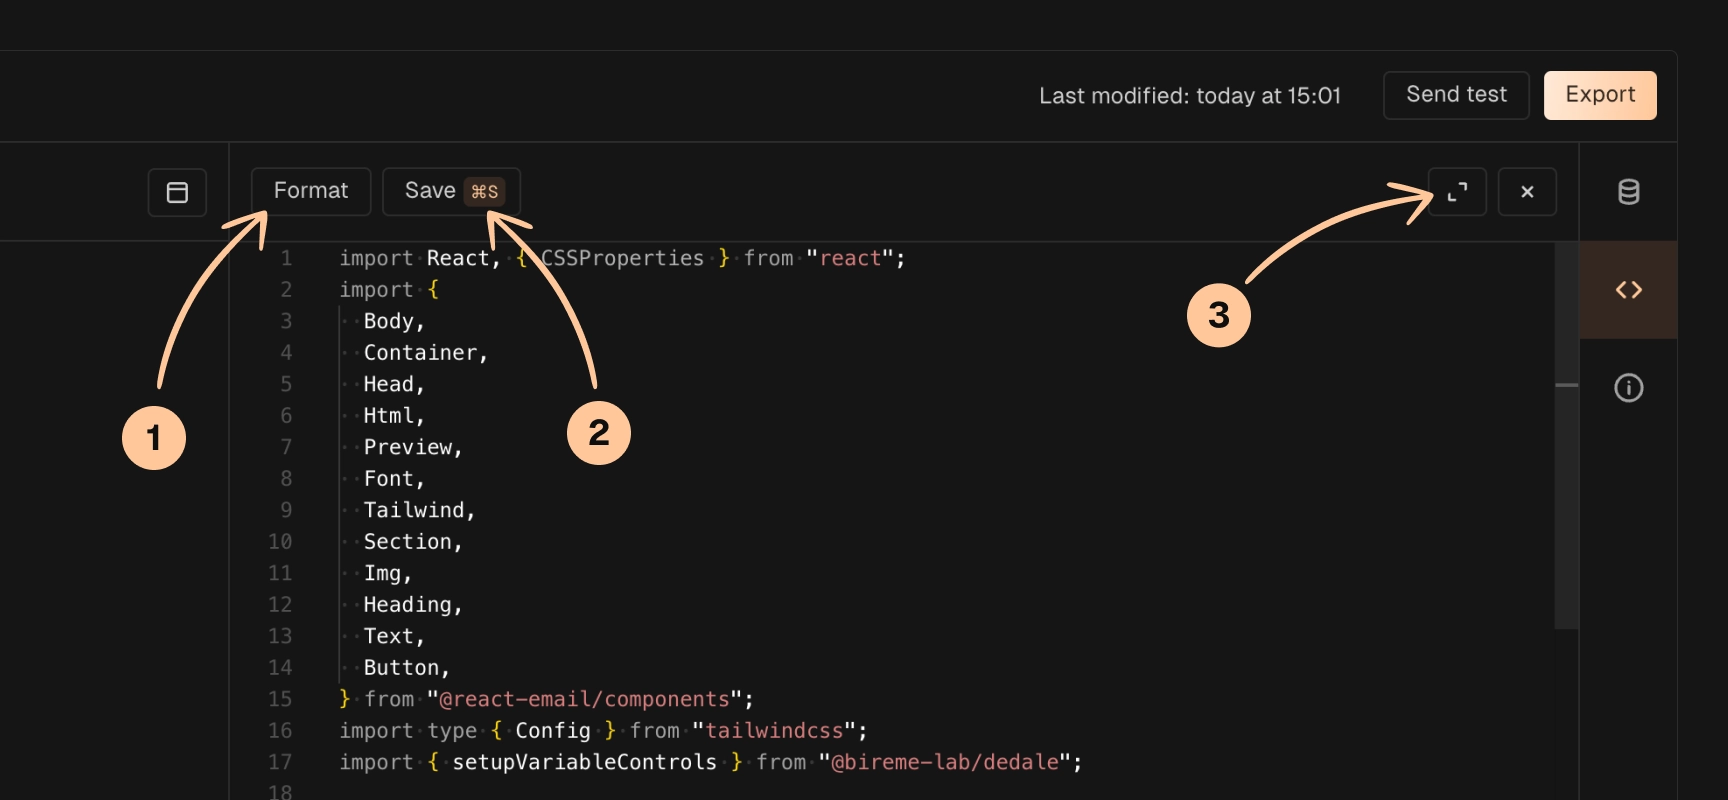 Last modified: today at 15:01
Send test
Export
Format
Save ⌘S
1 import React, { CSSProperties } from "react";
2 import {
3 Body,
4 Container,
5 Head,
6 Html,
7 Preview,
8 Font,
9 Tailwind,
10 Section,
11 Img,
12 Heading,
13 Text,
14 Button,
15 } from "@react-email/components";
16 import type { Config } from "tailwindcss";
17 import { setupVariableControls } from "@bireme-lab/dedale";
18
1
2
3